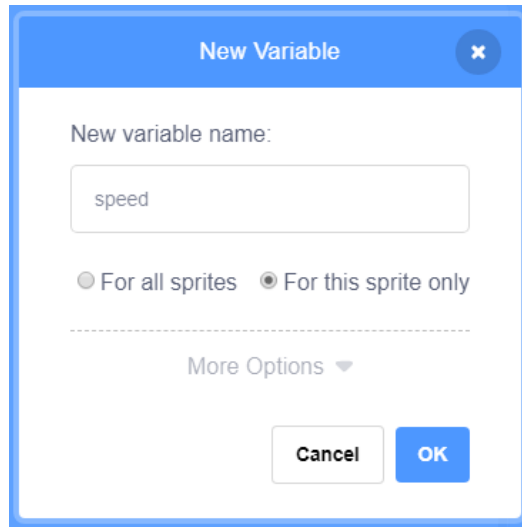 New Variable
New variable name:
speed
For all sprites For this sprite only
More Options
Cancel OK